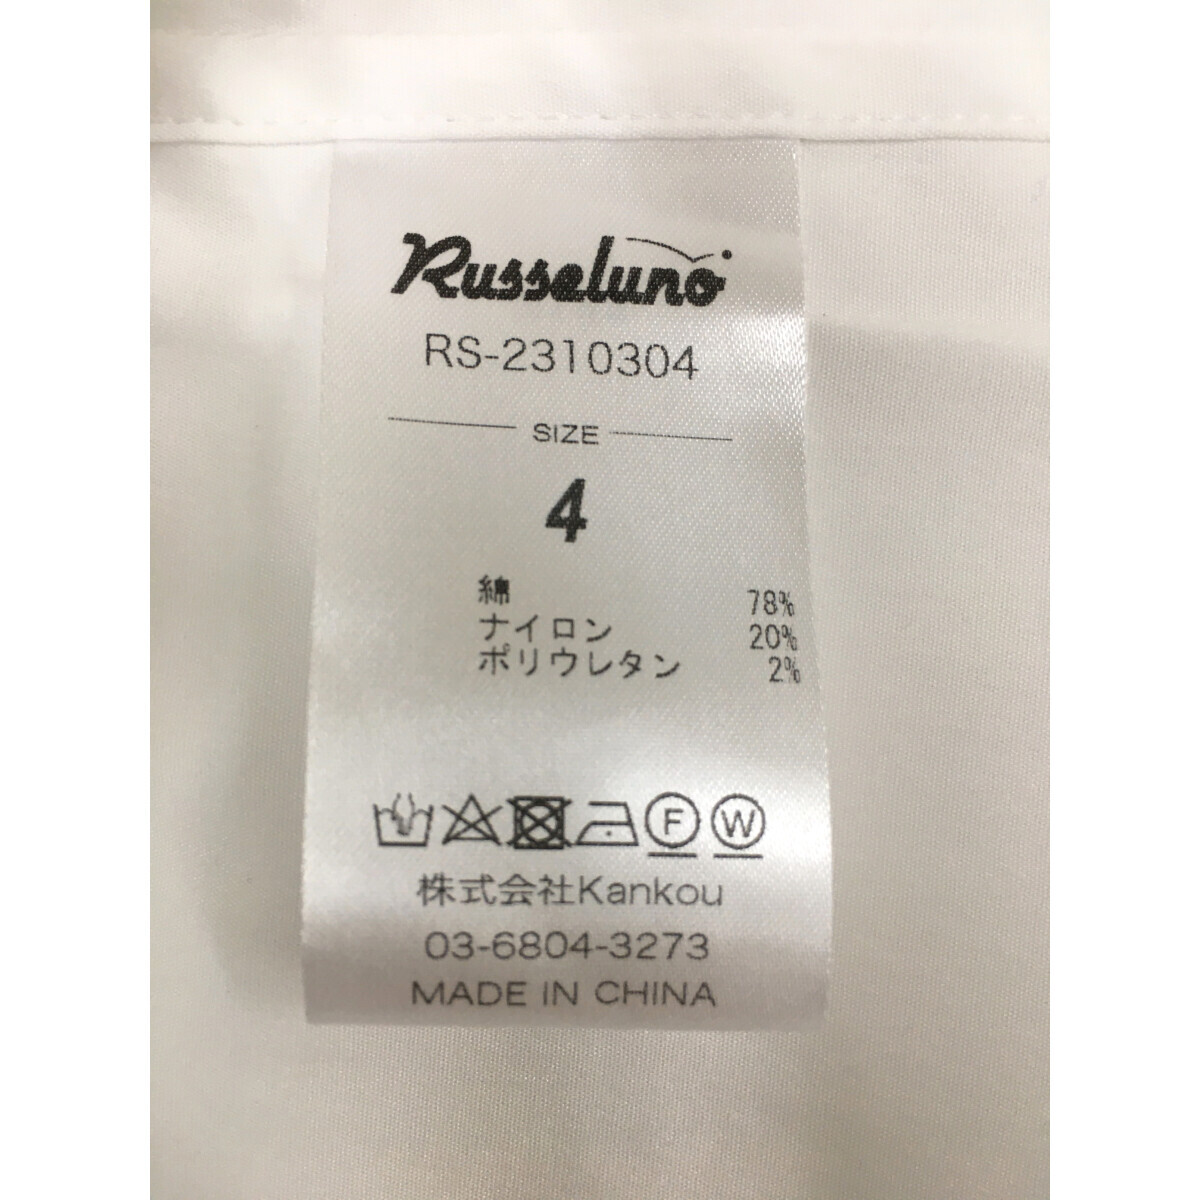 Russeluno
RS-2310304
SIZE
4
綿 78%
ナイロン 20%
ポリウレタン 2%
F W
株式会社Kankou
03-6804-3273
MADE IN CHINA